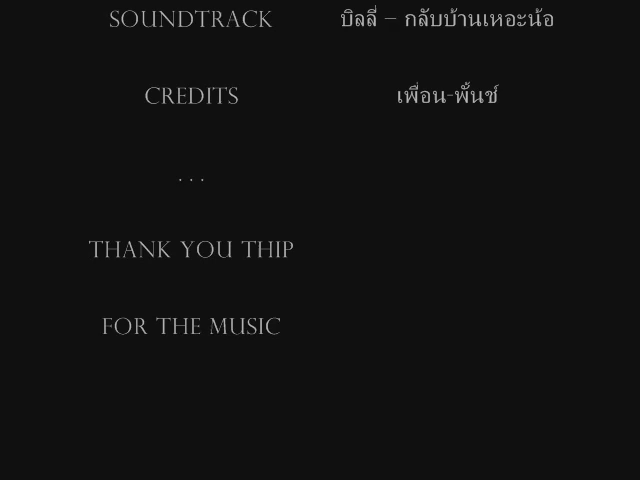 SOUNDTRACK บิลลี่ – กลับบ้านเหอะน้อ
CREDITS เพื่อน-พั้นช์
...
THANK YOU THIP
FOR THE MUSIC